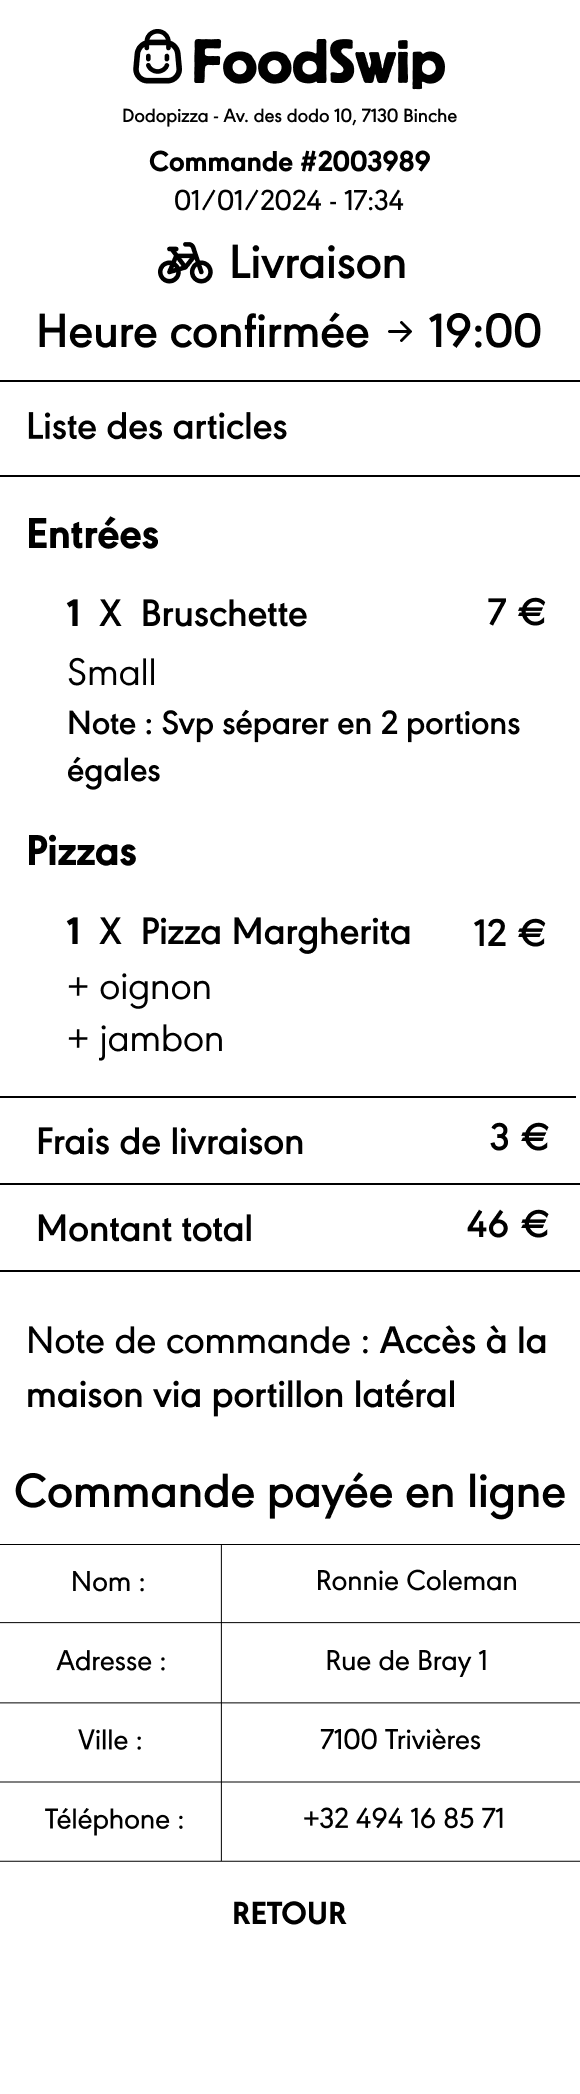 FoodSwip
Dodopizza - Av. des dodo 10, 7130 Binche
Commande #2003989
01/01/2024 - 17:34
Livraison
Heure confirmée → 19:00
Liste des articles
Entrées
1 X Bruschette 7 €
Small
Note : Svp séparer en 2 portions
égales
Pizzas
1 X Pizza Margherita 12 €
+ oignon
+ jambon
Frais de livraison 3 €
Montant total 46 €
Note de commande : Accès à la
maison via portillon latéral
Commande payée en ligne
Nom : Ronnie Coleman
Adresse : Rue de Bray 1
Ville : 7100 Trivières
Téléphone : +32 494 16 85 71
RETOUR